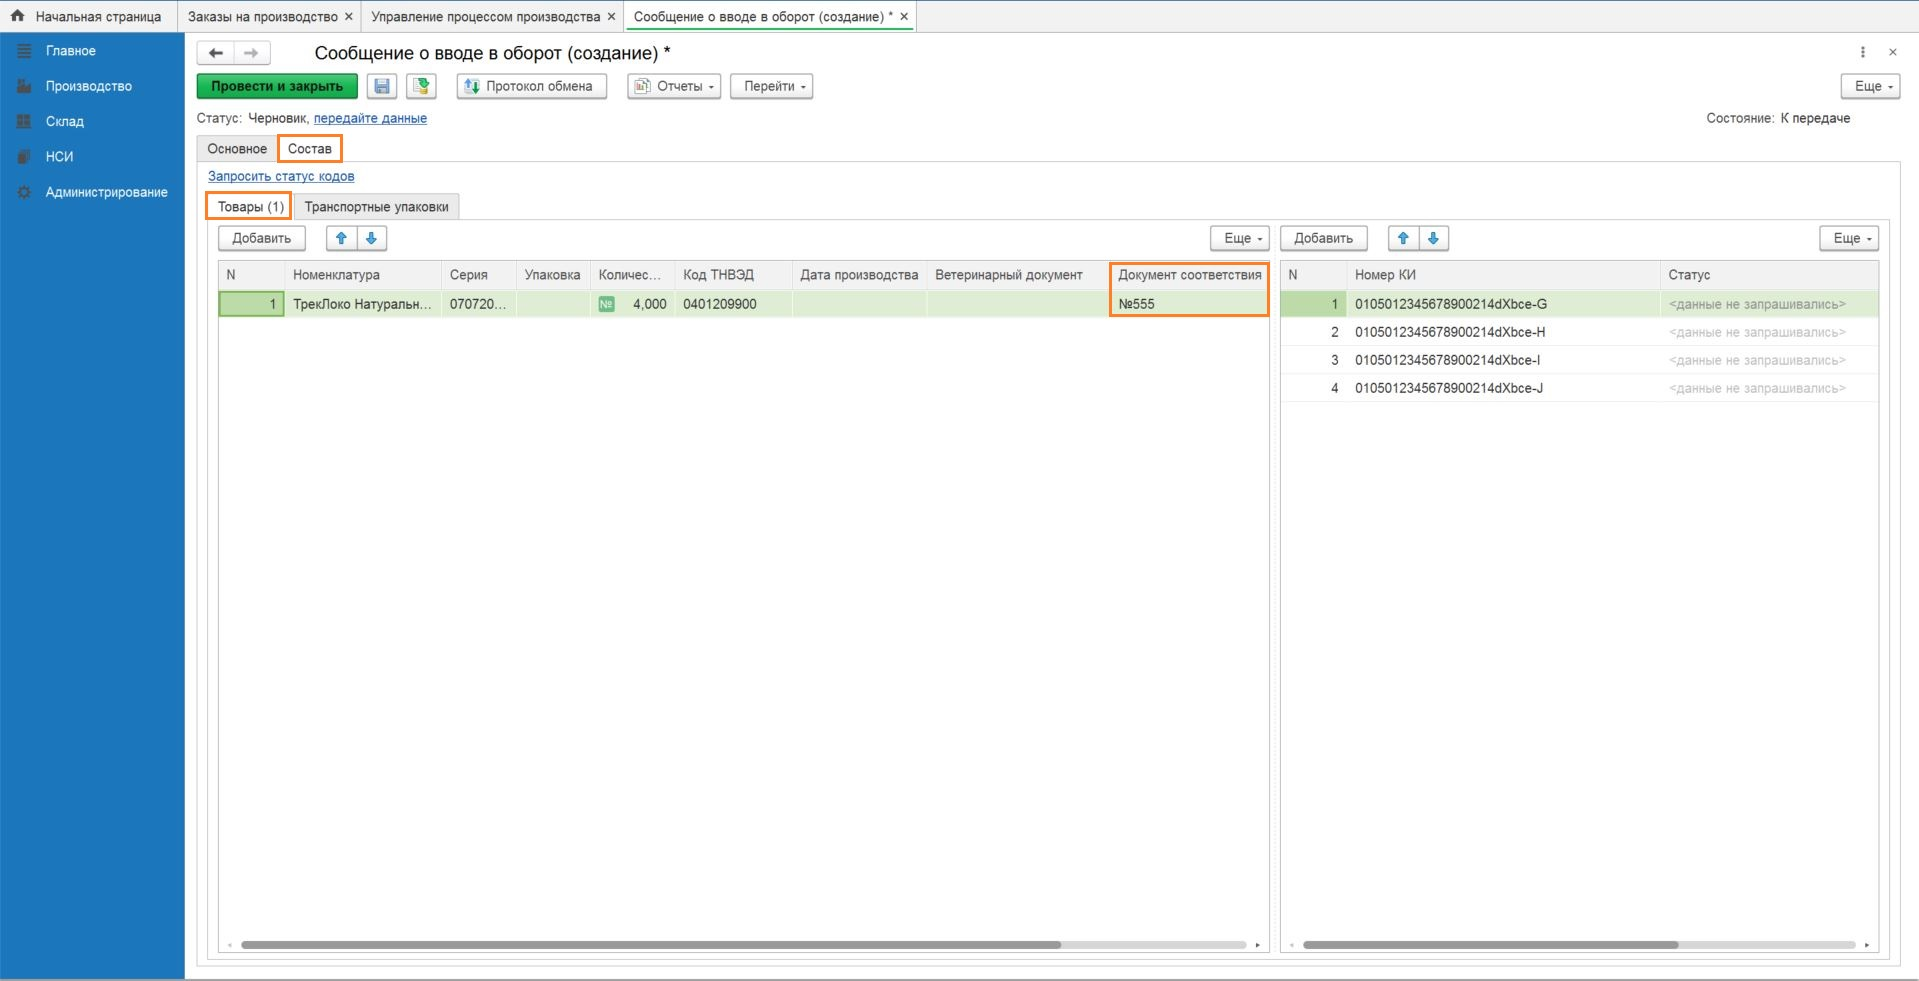 Начальная страница
Заказы на производство ×
Управление процессом производства ×
Сообщение о вводе в оборот (создание) * ×
Главное
Производство
Склад
НСИ
Администрирование
Сообщение о вводе в оборот (создание) *
Провести и закрыть
Протокол обмена
Отчеты
Перейти
Еще
Статус: Черновик, передайте данные
Состояние: К передаче
Основное
Состав
Запросить статус кодов
Товары (1)
Транспортные упаковки
Добавить
Еще
Добавить
Еще
N Номенклатура Серия Упаковка Количес... Код ТНВЭД Дата производства Ветеринарный документ Документ соответствия
1 ТрекЛоко Натуральн... 070720... № 4,000 0401209900 №555
N Номер КИ Статус
1 0105012345678900214dXbce-G <данные не запрашивались>
2 0105012345678900214dXbce-H <данные не запрашивались>
3 0105012345678900214dXbce-I <данные не запрашивались>
4 0105012345678900214dXbce-J <данные не запрашивались>